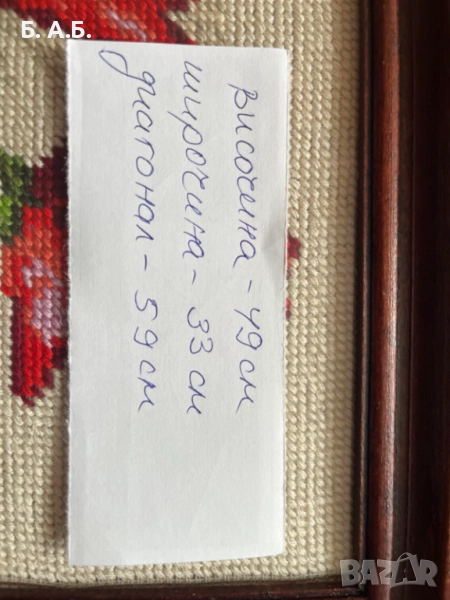 Б. А.Б.
височина - 49 см
широчина - 33 см
диагонал - 59 см
BAZAR